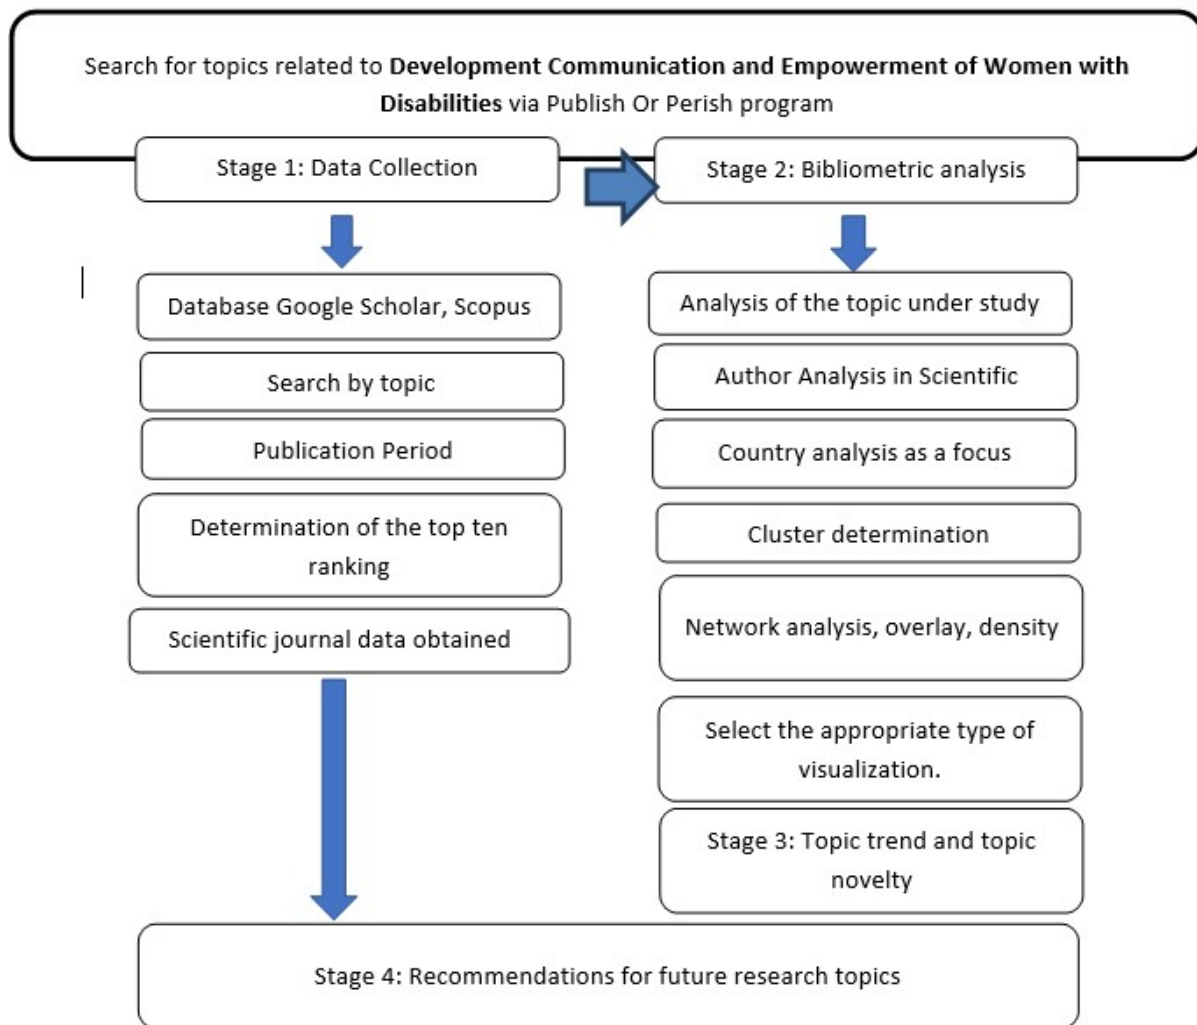 Search for topics related to Development Communication and Empowerment of Women with
Disabilities via Publish Or Perish program
Stage 1: Data Collection
Stage 2: Bibliometric analysis
Database Google Scholar, Scopus
Search by topic
Publication Period
Determination of the top ten
ranking
Scientific journal data obtained
Analysis of the topic under study
Author Analysis in Scientific
Country analysis as a focus
Cluster determination
Network analysis, overlay, density
Select the appropriate type of
visualization.
Stage 3: Topic trend and topic
novelty
Stage 4: Recommendations for future research topics